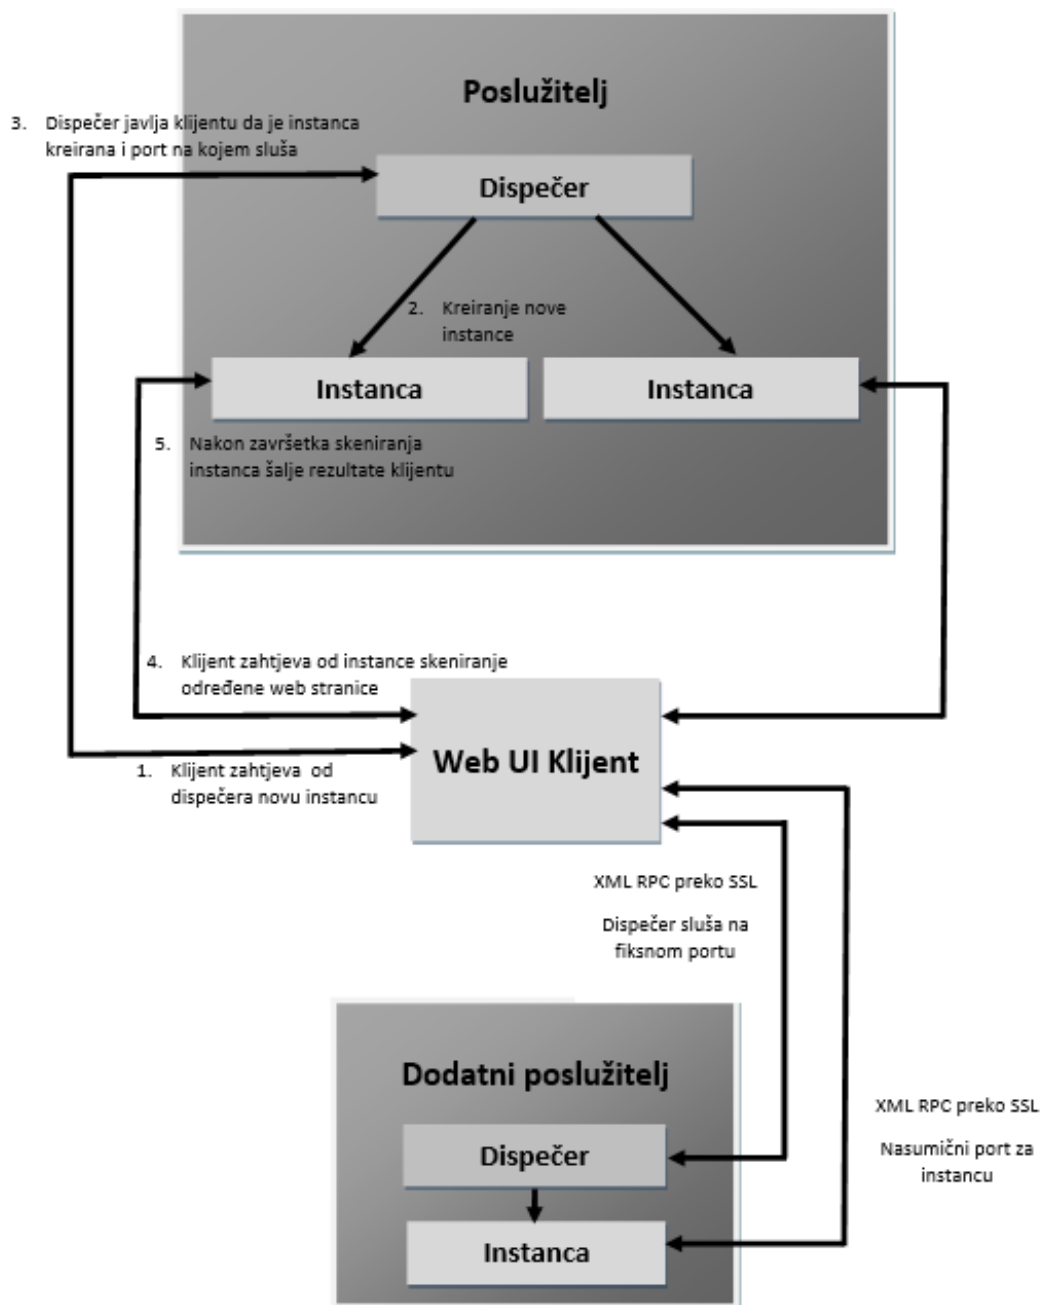 Poslužitelj
3. Dispečer javlja klijentu da je instanca
kreirana i port na kojem sluša
Dispečer
2. Kreiranje nove
instance
Instanca
Instanca
5. Nakon završetka skeniranja
instanca šalje rezultate klijentu
4. Klijent zahtjeva od instance skeniranje
određene web stranice
Web UI Klijent
1. Klijent zahtjeva od
dispečera novu instancu
XML RPC preko SSL
Dispečer sluša na
fiksnom portu
Dodatni poslužitelj
XML RPC preko SSL
Nasumični port za
instancu
Dispečer
Instanca